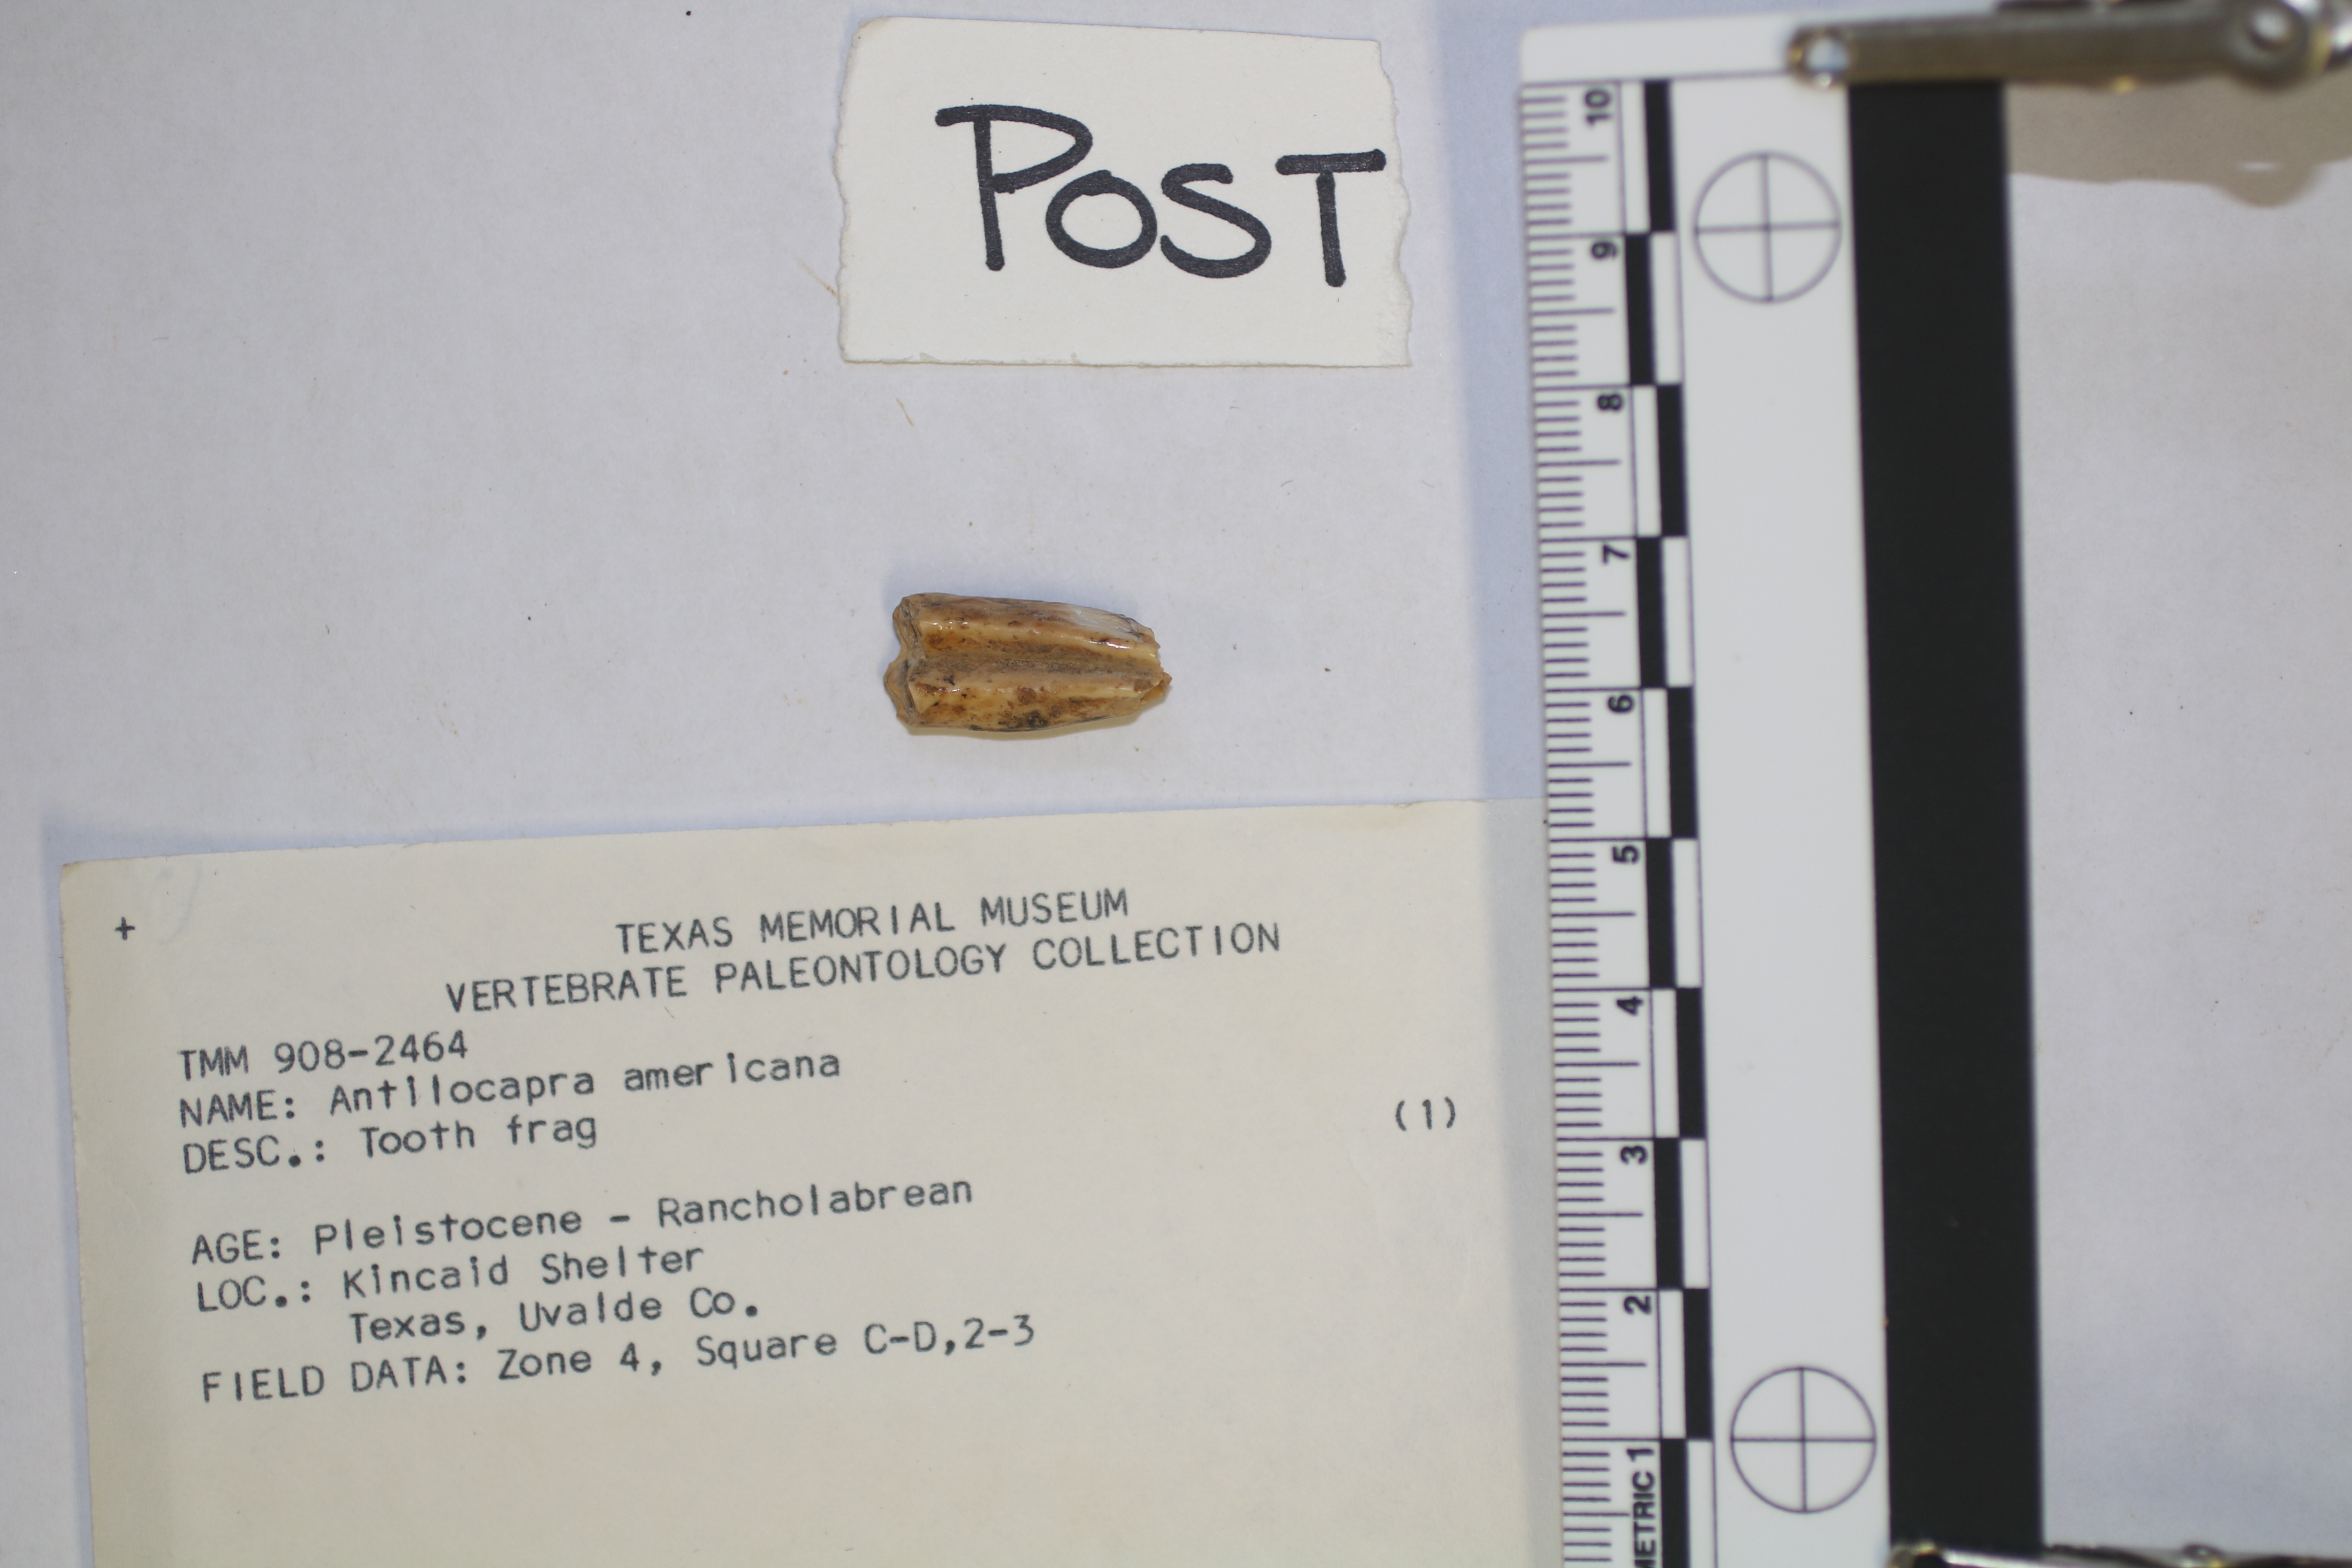 POST
10
9
8
7
6
5
4
3
2
METRIC 1
+
TEXAS MEMORIAL MUSEUM
VERTEBRATE PALEONTOLOGY COLLECTION
TMM 908-2464
NAME: Antilocapra americana
DESC.: Tooth frag (1)
AGE: Pleistocene - Rancholabrean
LOC.: Kincaid Shelter
Texas, Uvalde Co.
FIELD DATA: Zone 4, Square C-D,2-3